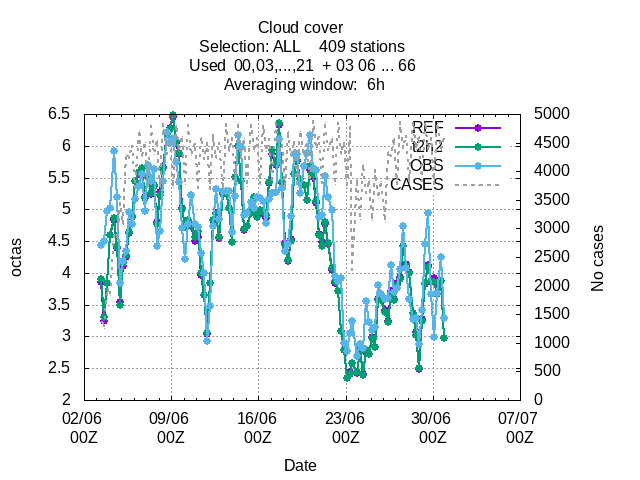 Cloud cover
Selection: ALL    409 stations
Used  00,03,...,21  + 03 06 ... 66
Averaging window:  6h
octas
No cases
6.5
6
5.5
5
4.5
4
3.5
3
2.5
2
5000
4500
4000
3500
3000
2500
2000
1500
1000
500
0
REF
t2h2
OBS
CASES
02/06 09/06 16/06 23/06 30/06 07/07
00Z 00Z 00Z 00Z 00Z 00Z
Date